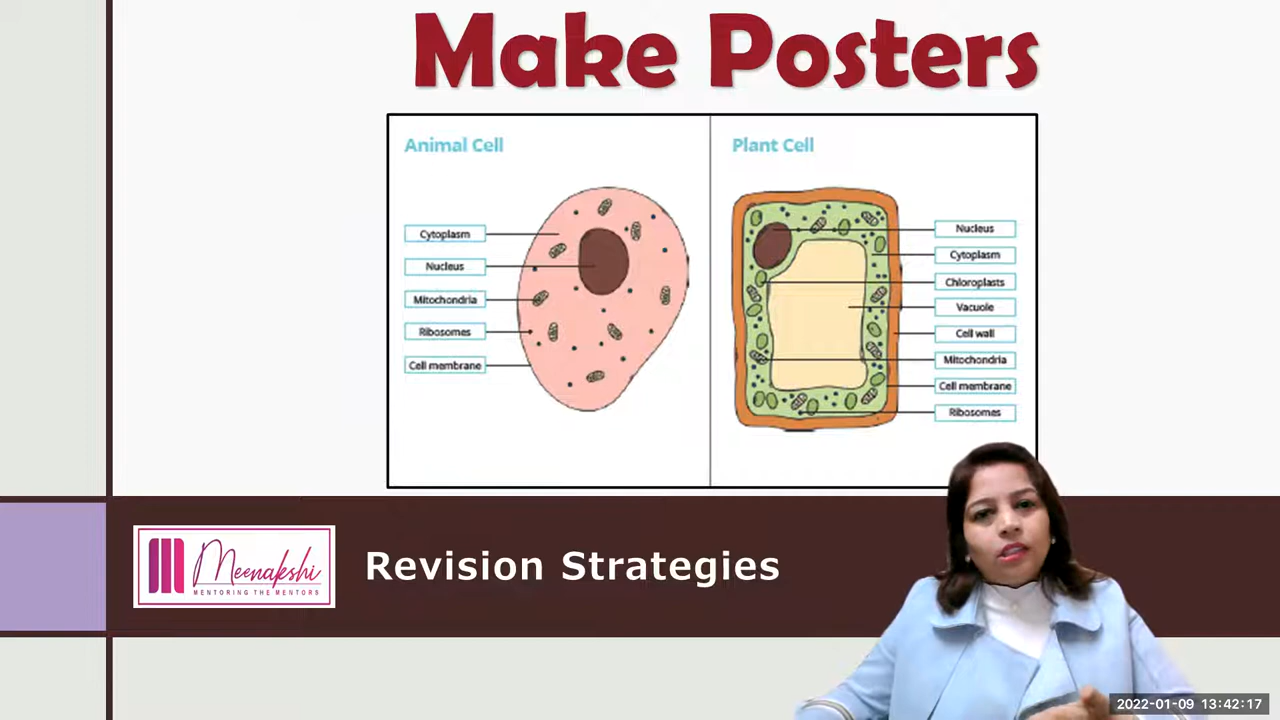 Make Posters
Animal Cell
Cytoplasm
Nucleus
Mitochondria
Ribosomes
Cell membrane
Plant Cell
Nucleus
Cytoplasm
Chloroplasts
Vacuole
Cell wall
Mitochondria
Cell membrane
Ribosomes
Meenakshi
MENTORING THE MENTORS
Revision Strategies
2022-01-09 13:42:17